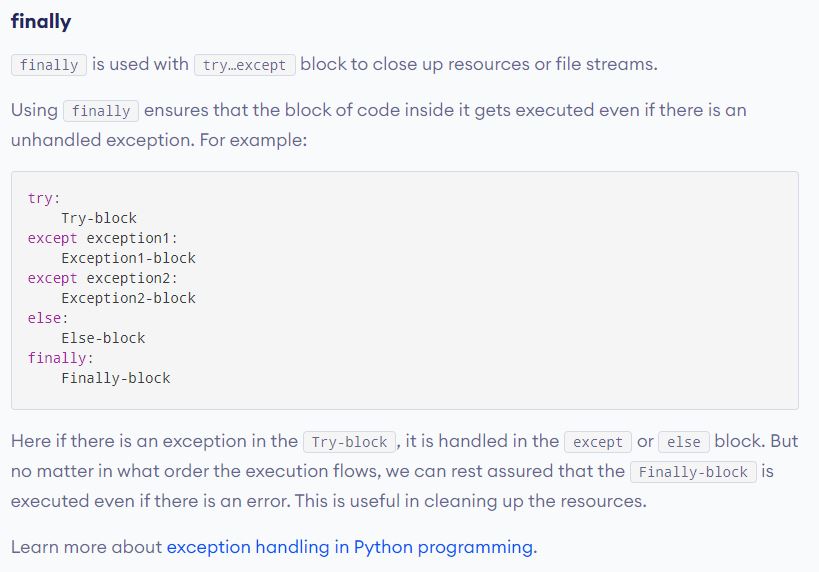 finally
finally is used with try…except block to close up resources or file streams.
Using finally ensures that the block of code inside it gets executed even if there is an
unhandled exception. For example:
try:
    Try-block
except exception1:
    Exception1-block
except exception2:
    Exception2-block
else:
    Else-block
finally:
    Finally-block
Here if there is an exception in the Try-block, it is handled in the except or else block. But
no matter in what order the execution flows, we can rest assured that the Finally-block is
executed even if there is an error. This is useful in cleaning up the resources.
Learn more about exception handling in Python programming.